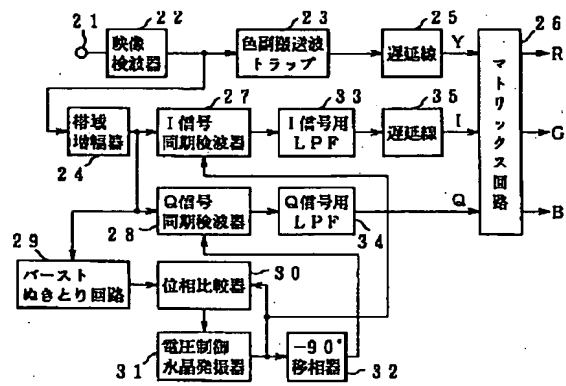 21
22
映像
検波器
23
色副搬送波
トラップ
25
遅延線
Y
26
マトリックス回路
R
G
B
帯域
増幅器
24
27
I信号
同期検波器
33
I信号用
LPF
35
遅延線
I
Q信号
同期検波器
28
Q信号用
LPF
34
Q
29
バースト
ぬきとり回路
30
位相比較器
電圧制御
水晶発振器
31
-90°
移相器
32